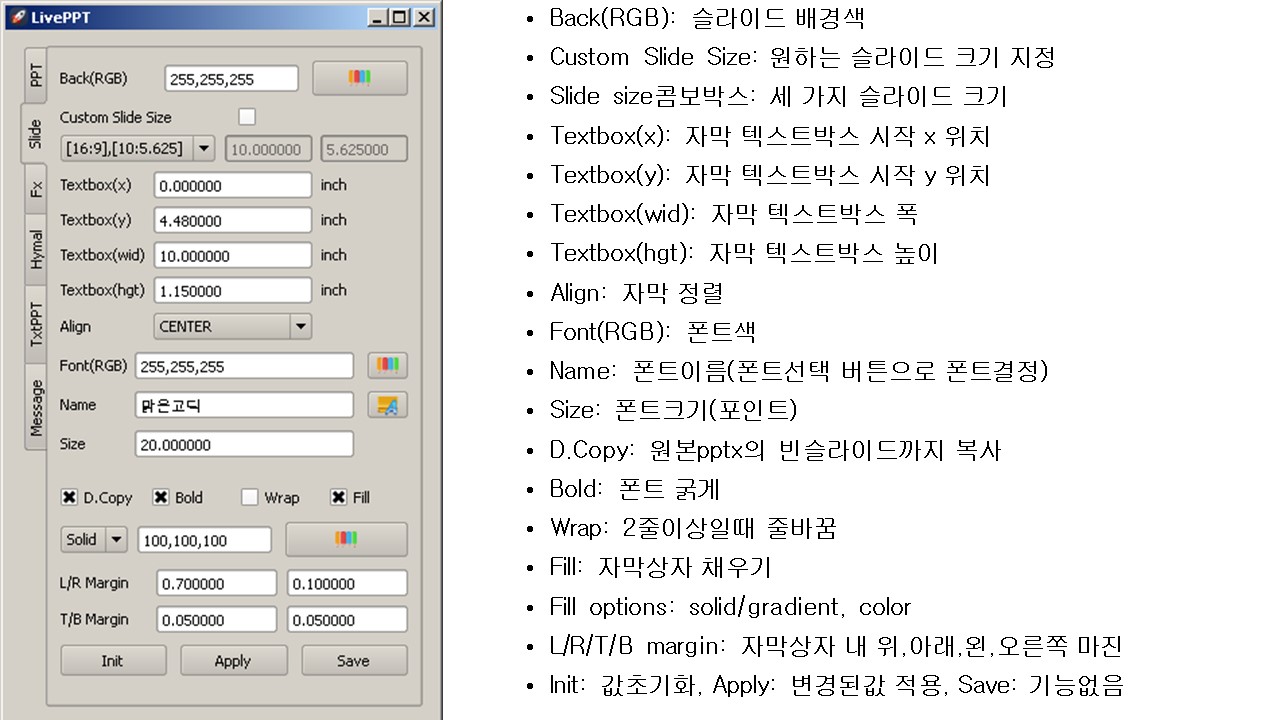 LivePPT
PPT
Slide
Fx
Hymal
TxtPPT
Message
Back(RGB) 255,255,255
Custom Slide Size
[16:9],[10:5.625] 10.000000 5.625000
Textbox(x) 0.000000 inch
Textbox(y) 4.480000 inch
Textbox(wid) 10.000000 inch
Textbox(hgt) 1.150000 inch
Align CENTER
Font(RGB) 255,255,255
Name 맑은고딕
Size 20.000000
D.Copy Bold Wrap Fill
Solid 100,100,100
L/R Margin 0.700000 0.100000
T/B Margin 0.050000 0.050000
Init Apply Save
• Back(RGB): 슬라이드 배경색
• Custom Slide Size: 원하는 슬라이드 크기 지정
• Slide size콤보박스: 세 가지 슬라이드 크기
• Textbox(x): 자막 텍스트박스 시작 x 위치
• Textbox(y): 자막 텍스트박스 시작 y 위치
• Textbox(wid): 자막 텍스트박스 폭
• Textbox(hgt): 자막 텍스트박스 높이
• Align: 자막 정렬
• Font(RGB): 폰트색
• Name: 폰트이름(폰트선택 버튼으로 폰트결정)
• Size: 폰트크기(포인트)
• D.Copy: 원본pptx의 빈슬라이드까지 복사
• Bold: 폰트 굵게
• Wrap: 2줄이상일때 줄바꿈
• Fill: 자막상자 채우기
• Fill options: solid/gradient, color
• L/R/T/B margin: 자막상자 내 위,아래,왼,오른쪽 마진
• Init: 값초기화, Apply: 변경된값 적용, Save: 기능없음